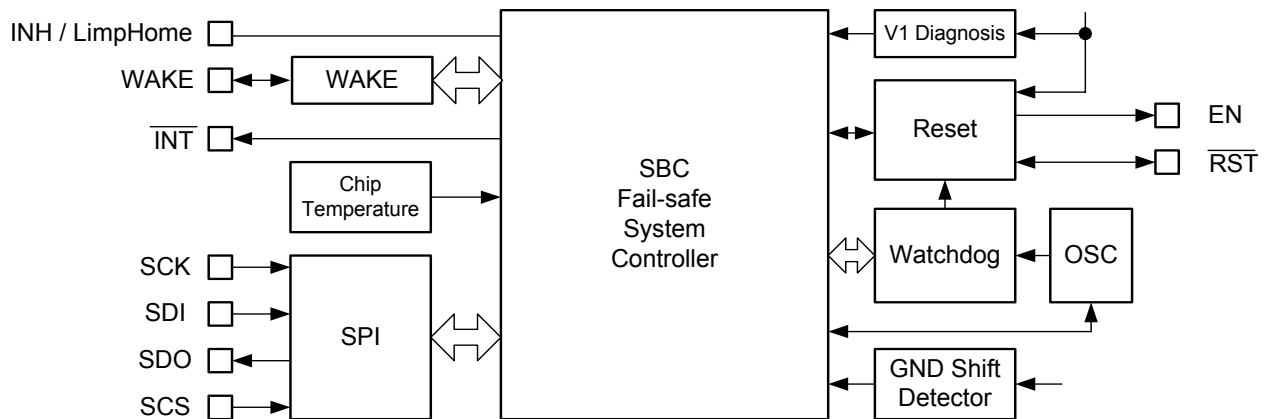 INH / LimpHome
WAKE
WAKE
INT
Chip
Temperature
SCK
SDI
SDO
SCS
SPI
SBC
Fail-safe
System
Controller
V1 Diagnosis
Reset
EN
RST
Watchdog
OSC
GND Shift
Detector